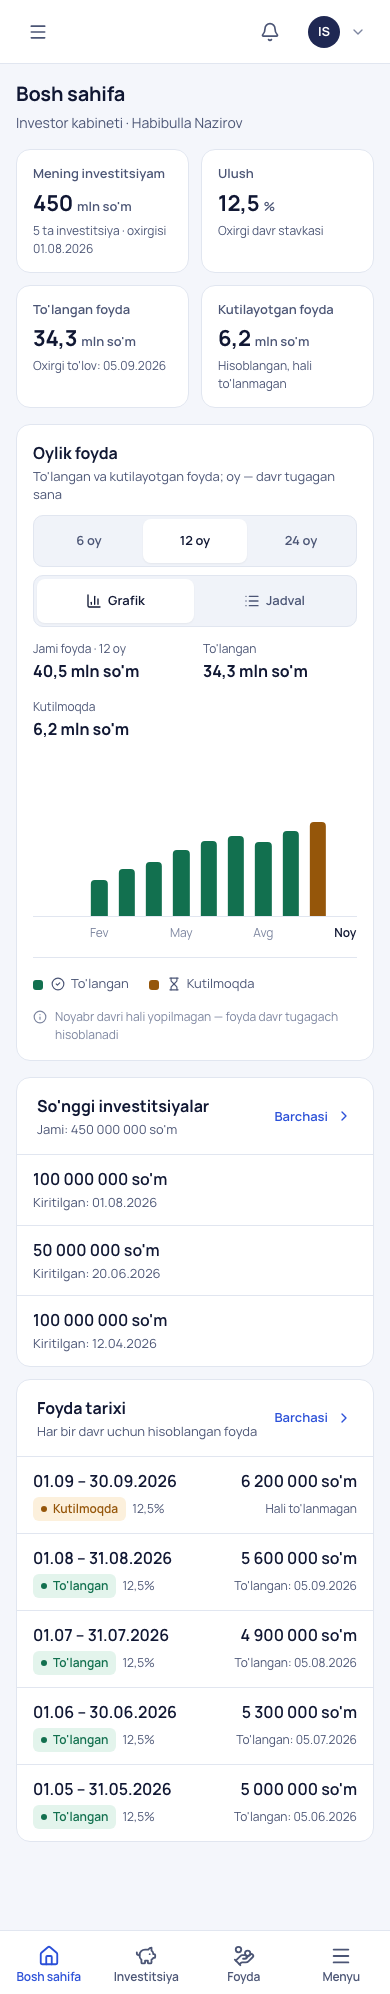 IS
Bosh sahifa
Investor kabineti · Habibulla Nazirov
Mening investitsiyam
450 mln so'm
5 ta investitsiya · oxirgisi
01.08.2026
Ulush
12,5 %
Oxirgi davr stavkasi
To'langan foyda
34,3 mln so'm
Oxirgi to'lov: 05.09.2026
Kutilayotgan foyda
6,2 mln so'm
Hisoblangan, hali
to'lanmagan
Oylik foyda
To'langan va kutilayotgan foyda; oy — davr tugagan
sana
6 oy 12 oy 24 oy
Grafik Jadval
Jami foyda · 12 oy
40,5 mln so'm
To'langan
34,3 mln so'm
Kutilmoqda
6,2 mln so'm
Fev May Avg Noy
To'langan Kutilmoqda
Noyabr davri hali yopilmagan — foyda davr tugagach
hisoblanadi
So'nggi investitsiyalar
Jami: 450 000 000 so'm
Barchasi
100 000 000 so'm
Kiritilgan: 01.08.2026
50 000 000 so'm
Kiritilgan: 20.06.2026
100 000 000 so'm
Kiritilgan: 12.04.2026
Foyda tarixi
Har bir davr uchun hisoblangan foyda
Barchasi
01.09 – 30.09.2026 6 200 000 so'm
Kutilmoqda 12,5% Hali to'lanmagan
01.08 – 31.08.2026 5 600 000 so'm
To'langan 12,5% To'langan: 05.09.2026
01.07 – 31.07.2026 4 900 000 so'm
To'langan 12,5% To'langan: 05.08.2026
01.06 – 30.06.2026 5 300 000 so'm
To'langan 12,5% To'langan: 05.07.2026
01.05 – 31.05.2026 5 000 000 so'm
To'langan 12,5% To'langan: 05.06.2026
Bosh sahifa Investitsiya Foyda Menyu